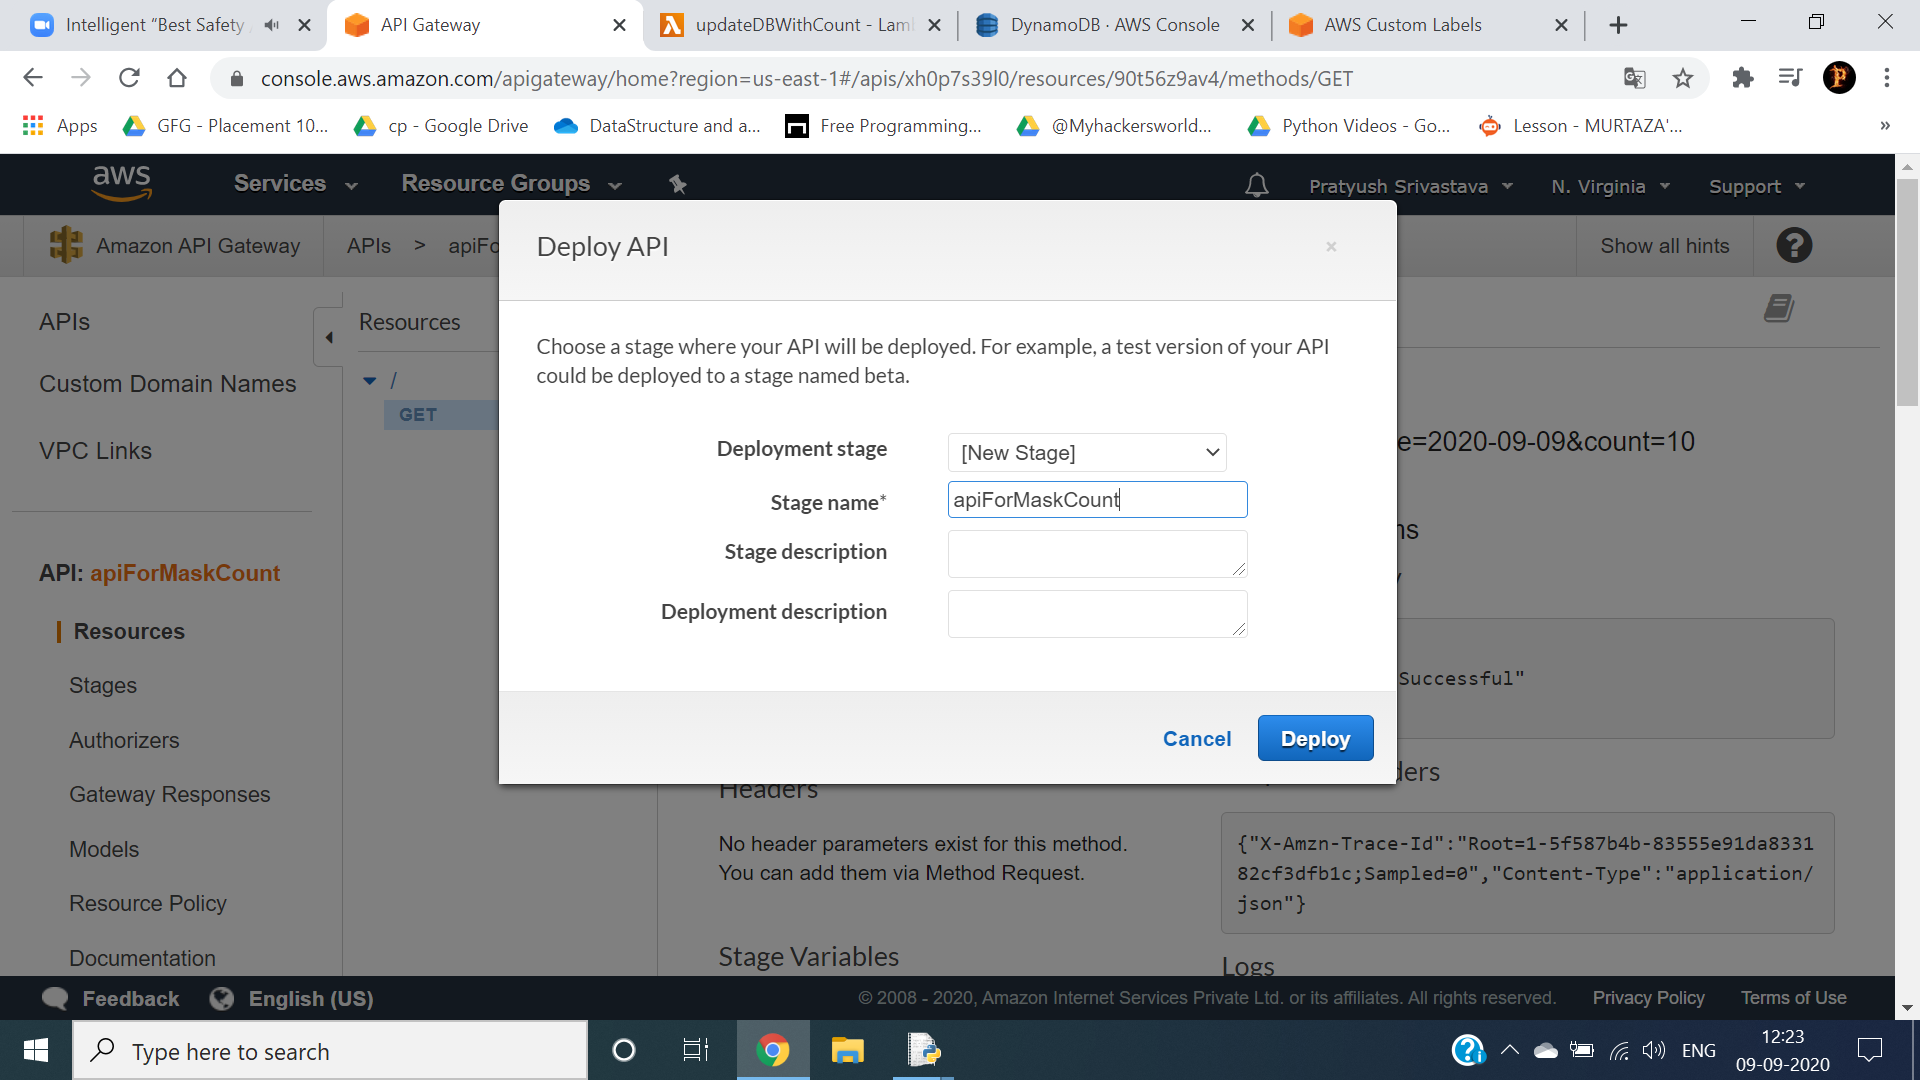 Intelligent "Best Safety
API Gateway
updateDBWithCount - Lam
DynamoDB · AWS Console
AWS Custom Labels
console.aws.amazon.com/apigateway/home?region=us-east-1#/apis/xh0p7s39l0/resources/90t56z9av4/methods/GET
Apps
GFG - Placement 10...
cp - Google Drive
DataStructure and a...
Free Programming...
@Myhackersworld...
Python Videos - Go...
Lesson - MURTAZA'...
»
aws
Services
Resource Groups
Pratyush Srivastava
N. Virginia
Support
Amazon API Gateway
APIs > apiFo
Show all hints
?
Deploy API
×
Choose a stage where your API will be deployed. For example, a test version of your API
could be deployed to a stage named beta.
Deployment stage
[New Stage]
Stage name*
apiForMaskCount
Stage description
Deployment description
Cancel
Deploy
APIs
Custom Domain Names
VPC Links
API: apiForMaskCount
Resources
Stages
Authorizers
Gateway Responses
Models
Resource Policy
Documentation
Resources
/
GET
e=2020-09-09&count=10
Successful"
Headers
No header parameters exist for this method.
You can add them via Method Request.
Stage Variables
ders
{"X-Amzn-Trace-Id":"Root=1-5f587b4b-83555e91da8331
82cf3dfb1c;Sampled=0","Content-Type":"application/
json"}
Logs
Feedback
English (US)
© 2008 - 2020, Amazon Internet Services Private Ltd. or its affiliates. All rights reserved.
Privacy Policy
Terms of Use
Type here to search
ENG
12:23
09-09-2020